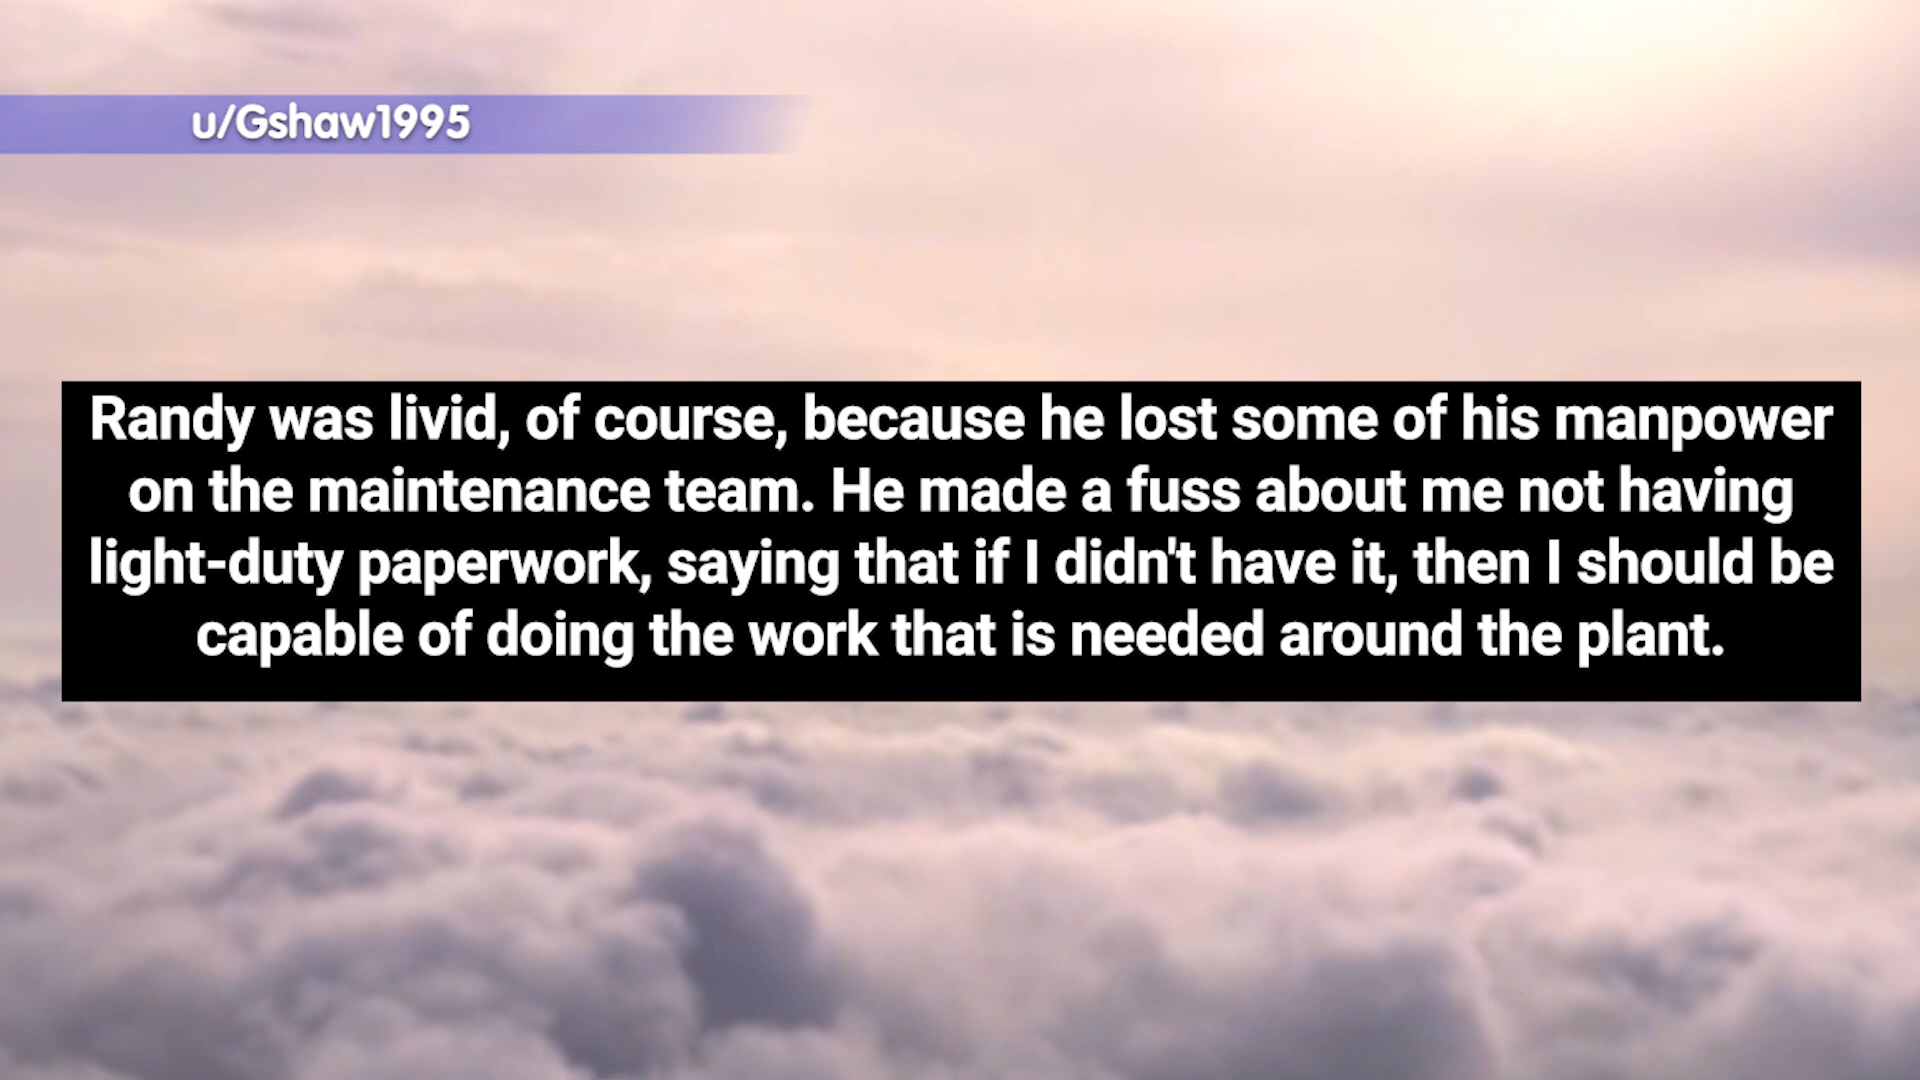 u/Gshaw1995
Randy was livid, of course, because he lost some of his manpower
on the maintenance team. He made a fuss about me not having
light-duty paperwork, saying that if I didn't have it, then I should be
capable of doing the work that is needed around the plant.